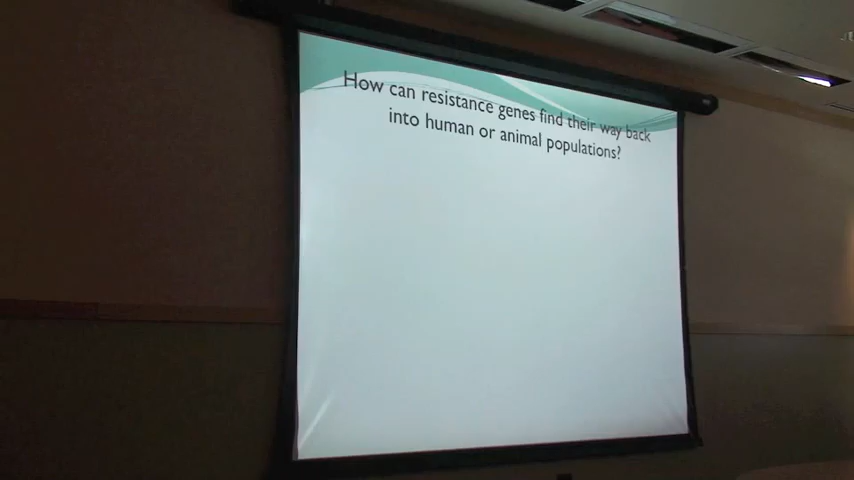 How can resistance genes find their way back
into human or animal populations?